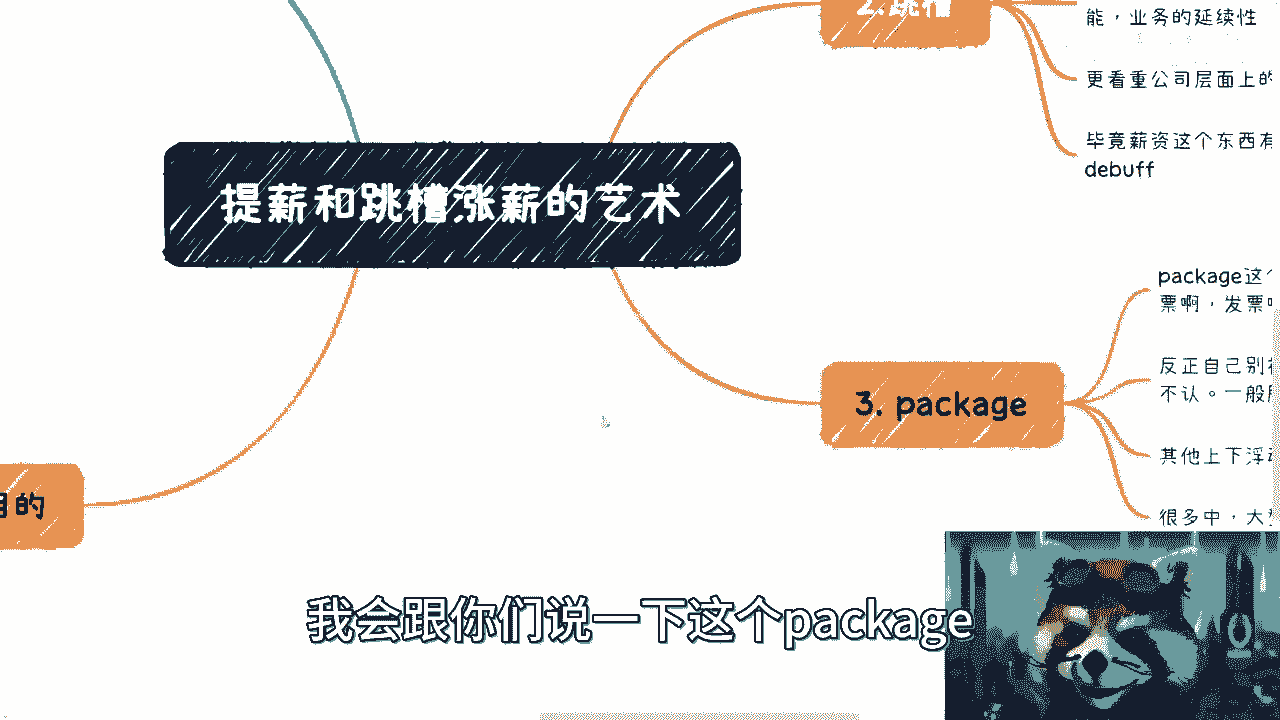 2.跳槽
能，业务的延续性
更看重公司层面上的
毕竟薪资这个东西有
debuff
提薪和跳槽涨薪的艺术
package这个
票啊，发票
反正自己别
不认。一般
3. package
其他上下浮
很多中，大
目的
我会跟你们说一下这个package